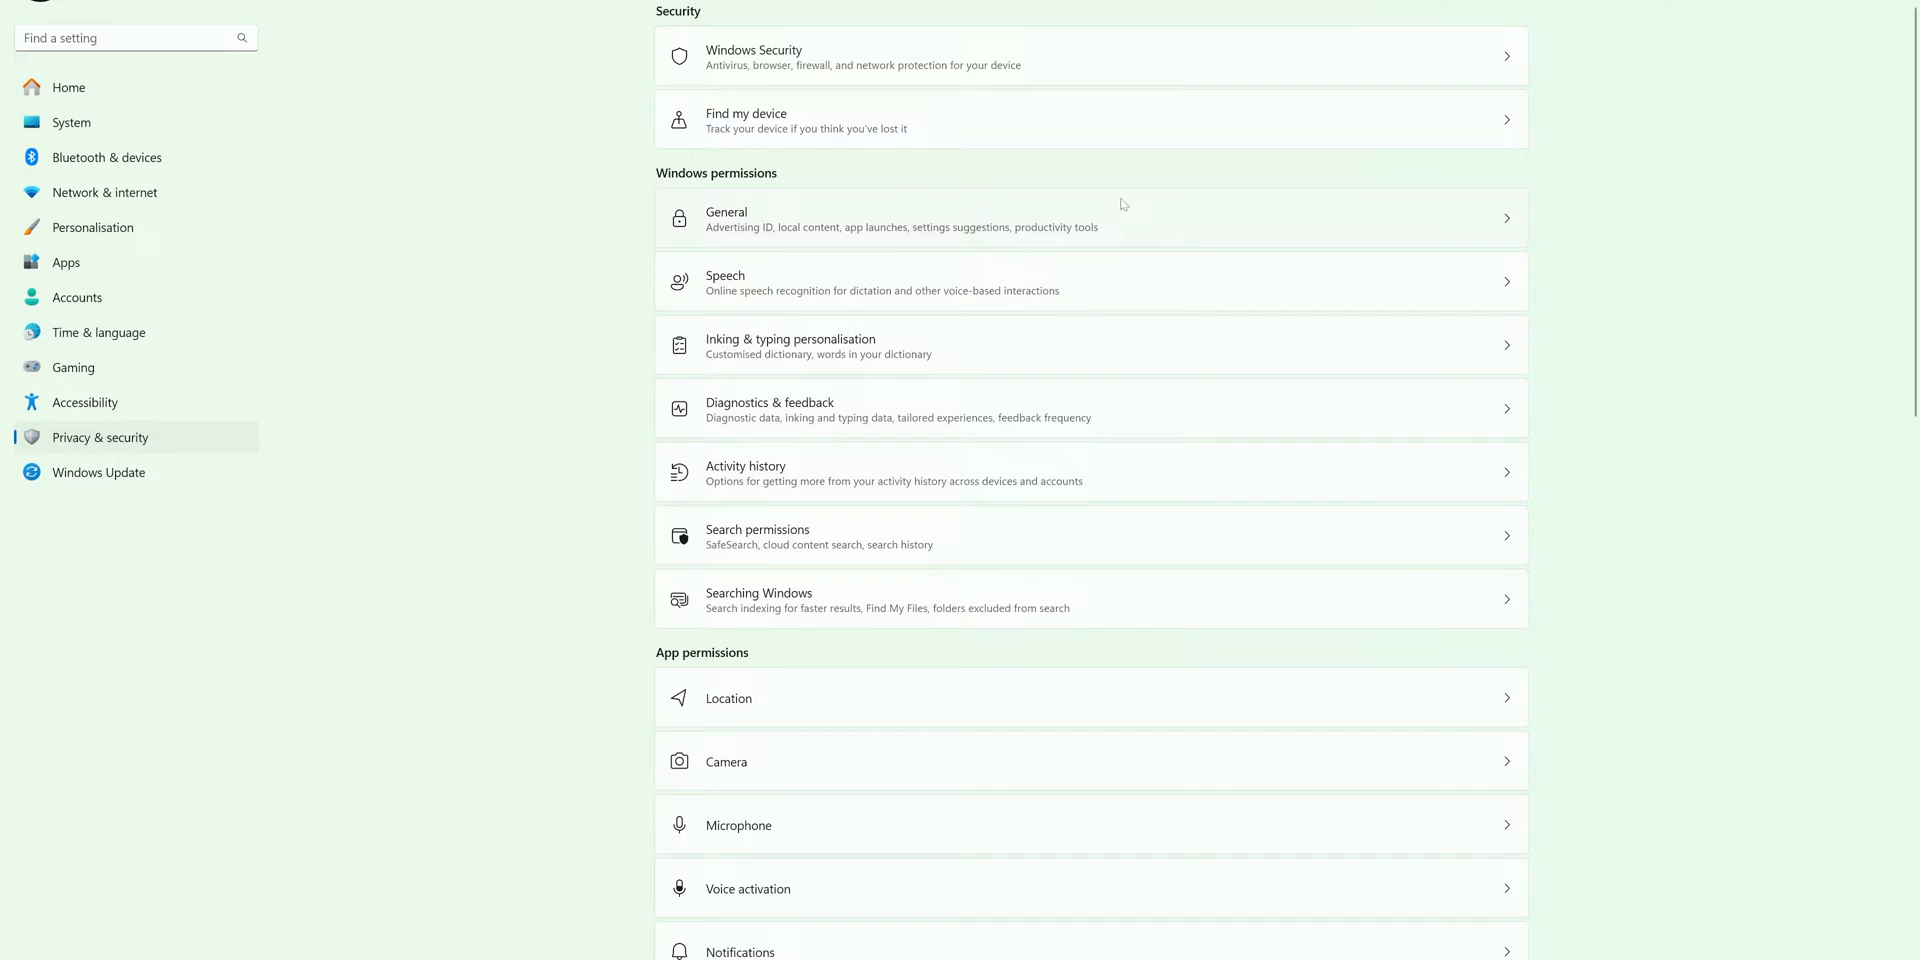 Find a setting
Home
System
Bluetooth & devices
Network & internet
Personalisation
Apps
Accounts
Time & language
Gaming
Accessibility
Privacy & security
Windows Update
Security
Windows Security
Antivirus, browser, firewall, and network protection for your device
Find my device
Track your device if you think you've lost it
Windows permissions
General
Advertising ID, local content, app launches, settings suggestions, productivity tools
Speech
Online speech recognition for dictation and other voice-based interactions
Inking & typing personalisation
Customised dictionary, words in your dictionary
Diagnostics & feedback
Diagnostic data, inking and typing data, tailored experiences, feedback frequency
Activity history
Options for getting more from your activity history across devices and accounts
Search permissions
SafeSearch, cloud content search, search history
Searching Windows
Search indexing for faster results, Find My Files, folders excluded from search
App permissions
Location
Camera
Microphone
Voice activation
Notifications